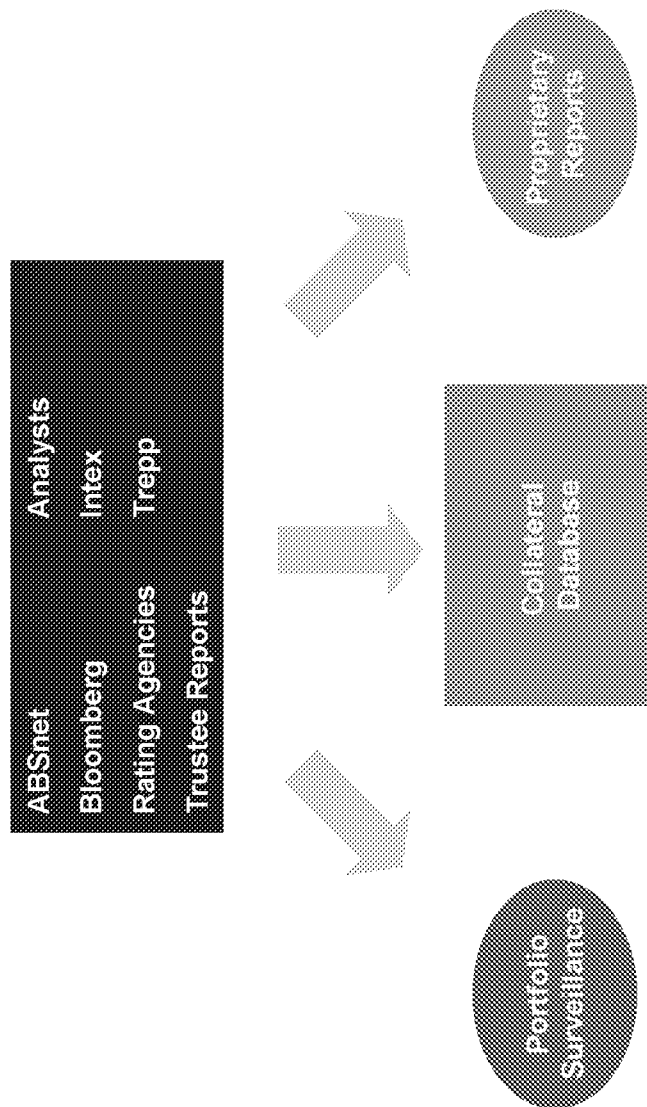 ABSnet Analysts
Bloomberg Intex
Rating Agencies Trepp
Trustee Reports
Portfolio
Surveillance
Collateral
Database
Proprietary
Reports